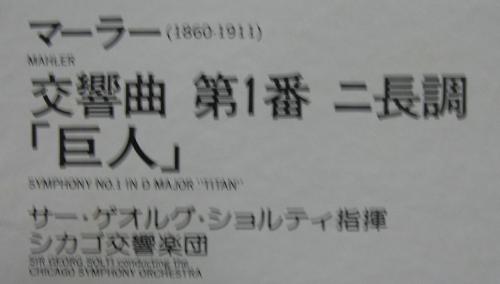 マーラー(1860-1911)
MAHLER
交響曲 第1番 ニ長調
「巨人」
SYMPHONY NO.1 IN D MAJOR "TITAN"
サー・ゲオルグ・ショルティ指揮
シカゴ交響楽団
SIR GEORG SOLTI conducting the
CHICAGO SYMPHONY ORCHESTRA